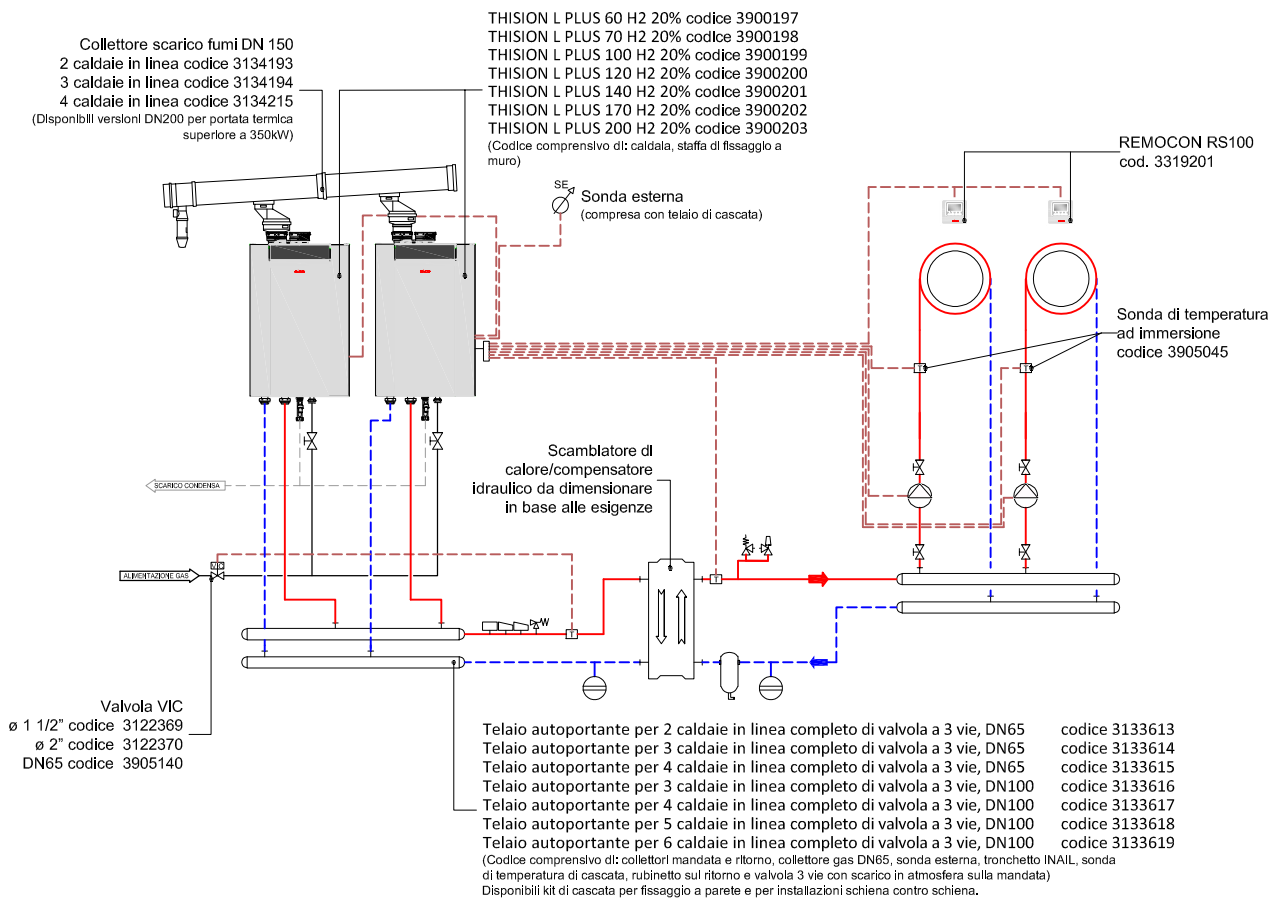 THISION L PLUS 60 H2 20% codice 3900197
THISION L PLUS 70 H2 20% codice 3900198
THISION L PLUS 100 H2 20% codice 3900199
THISION L PLUS 120 H2 20% codice 3900200
THISION L PLUS 140 H2 20% codice 3900201
THISION L PLUS 170 H2 20% codice 3900202
THISION L PLUS 200 H2 20% codice 3900203
(Codice comprensivo di: caldaia, staffa di fissaggio a
muro)
Collettore scarico fumi DN 150
2 caldaie in linea codice 3134193
3 caldaie in linea codice 3134194
4 caldaie in linea codice 3134215
(Disponibili versioni DN200 per portata termica
superiore a 350kW)
REMOCON RS100
cod. 3319201
SE
Sonda esterna
(compresa con telaio di cascata)
Sonda di temperatura
ad immersione
codice 3905045
T
T
Scambiatore di
calore/compensatore
idraulico da dimensionare
in base alle esigenze
SCARICO CONDENSA
VIC
ALIMENTAZIONE GAS
T
T
Valvola VIC
ø 1 1/2” codice 3122369
ø 2” codice 3122370
DN65 codice 3905140
Telaio autoportante per 2 caldaie in linea completo di valvola a 3 vie, DN65 codice 3133613
Telaio autoportante per 3 caldaie in linea completo di valvola a 3 vie, DN65 codice 3133614
Telaio autoportante per 4 caldaie in linea completo di valvola a 3 vie, DN65 codice 3133615
Telaio autoportante per 3 caldaie in linea completo di valvola a 3 vie, DN100 codice 3133616
Telaio autoportante per 4 caldaie in linea completo di valvola a 3 vie, DN100 codice 3133617
Telaio autoportante per 5 caldaie in linea completo di valvola a 3 vie, DN100 codice 3133618
Telaio autoportante per 6 caldaie in linea completo di valvola a 3 vie, DN100 codice 3133619
(Codice comprensivo di: collettori mandata e ritorno, collettore gas DN65, sonda esterna, tronchetto INAIL, sonda
di temperatura di cascata, rubinetto sul ritorno e valvola 3 vie con scarico in atmosfera sulla mandata)
Disponibili kit di cascata per fissaggio a parete e per installazioni schiena contro schiena.